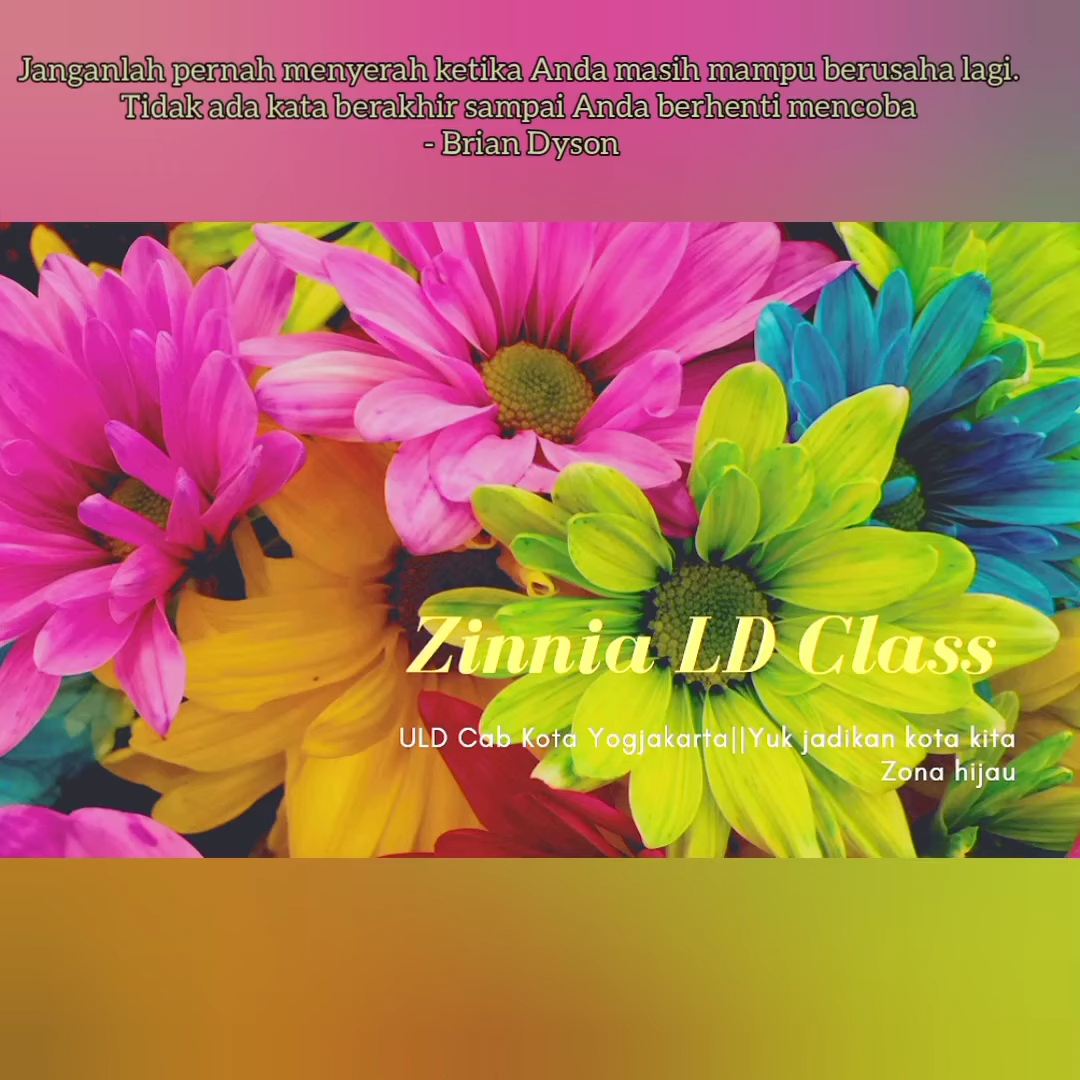 Janganlah pernah menyerah ketika Anda masih mampu berusaha lagi.
Tidak ada kata berakhir sampai Anda berhenti mencoba
- Brian Dyson
Zinnia LD Class
ULD Cab Kota Yogjakarta||Yuk jadikan kota kita
Zona hijau